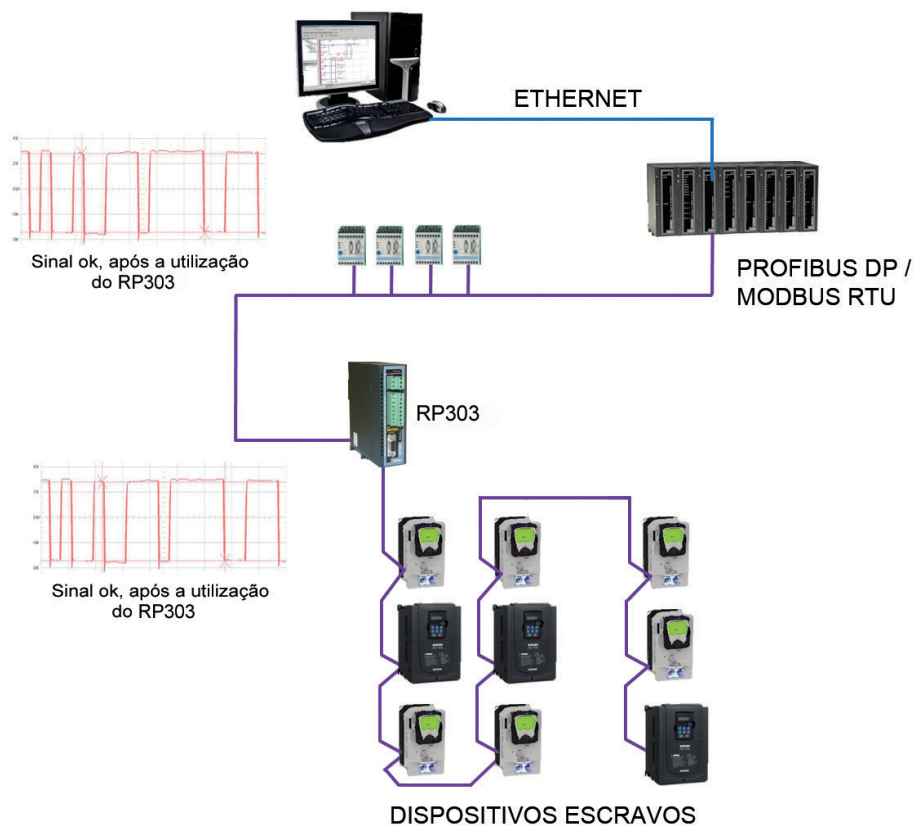 ETHERNET
Sinal ok, após a utilização
do RP303
PROFIBUS DP /
MODBUS RTU
RP303
Sinal ok, após a utilização
do RP303
DISPOSITIVOS ESCRAVOS